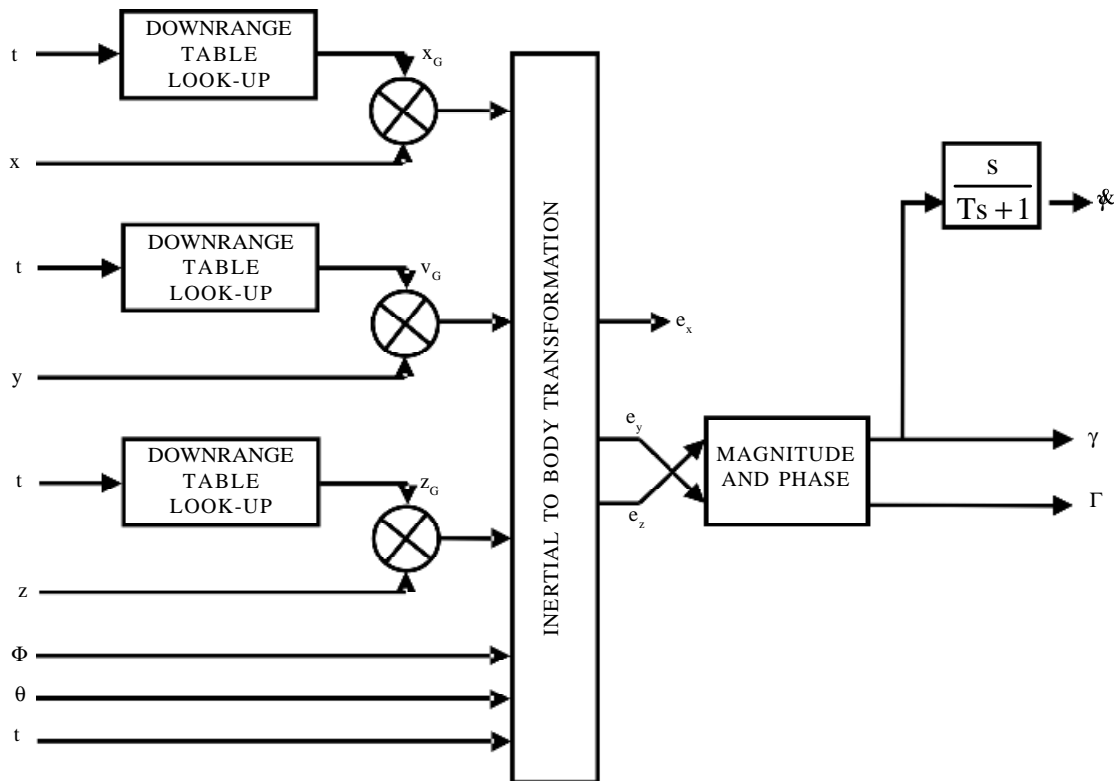 t
DOWNRANGE
TABLE
LOOK-UP
x_G
x
t
DOWNRANGE
TABLE
LOOK-UP
v_G
y
t
DOWNRANGE
TABLE
LOOK-UP
z_G
z
Φ
θ
t
INERTIAL TO BODY TRANSFORMATION
e_x
e_y
e_z
MAGNITUDE
AND PHASE
s
Ts + 1
γ
Γ